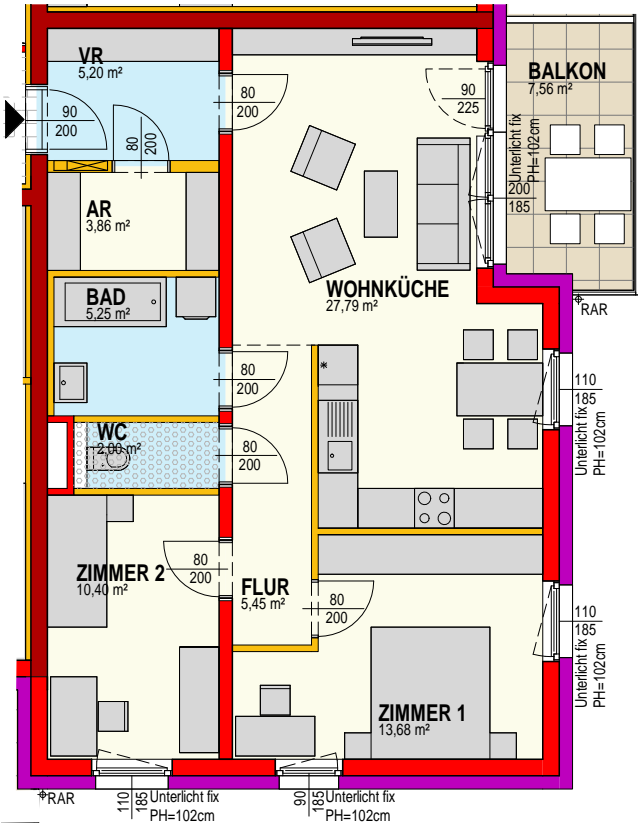 VR
5,20 m²
90
200
80
200
80
200
90
225
BALKON
7,56 m²
Unterlicht fix
PH=102cm
200
185
AR
3,86 m²
BAD
5,25 m²
WOHNKÜCHE
27,79 m²
RAR
80
200
110
185
Unterlicht fix
PH=102cm
WC
2,00 m²
80
200
ZIMMER 2
10,40 m²
80
200
FLUR
5,45 m²
80
200
110
185
Unterlicht fix
PH=102cm
ZIMMER 1
13,68 m²
RAR
110
185
Unterlicht fix
PH=102cm
90
185
Unterlicht fix
PH=102cm